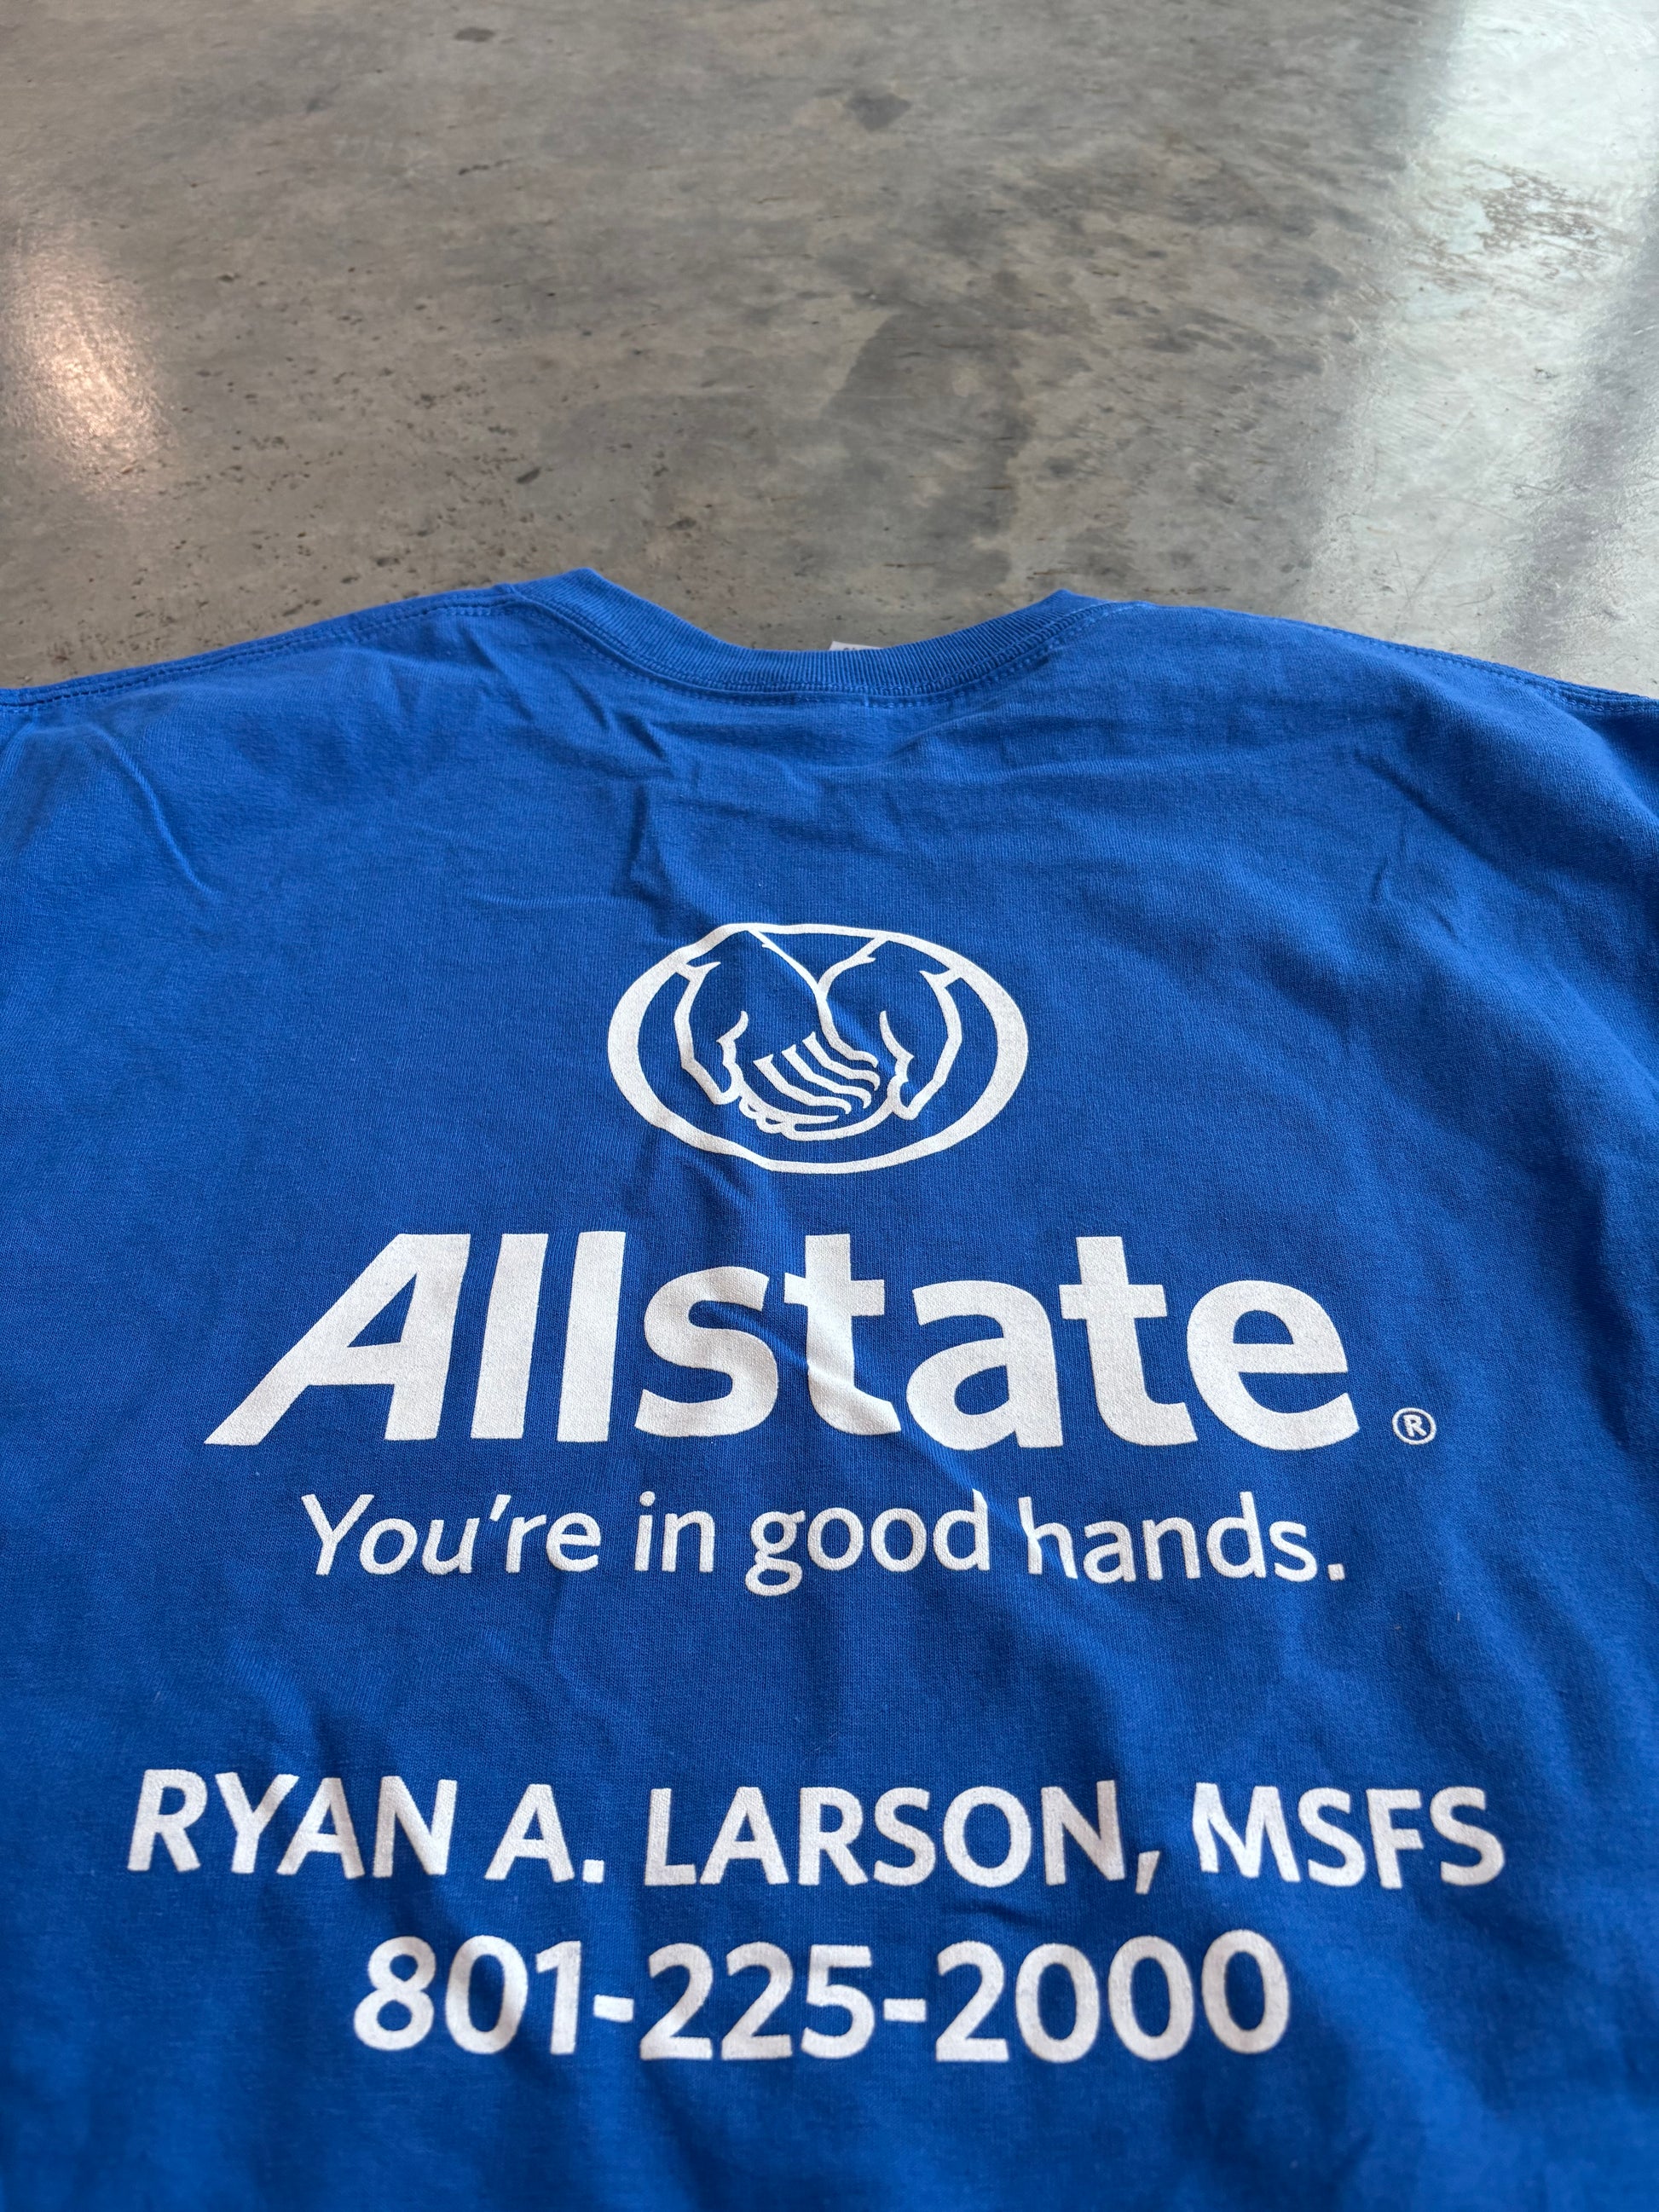 Allstate®
You're in good hands.
RYAN A. LARSON, MSFS
801-225-2000